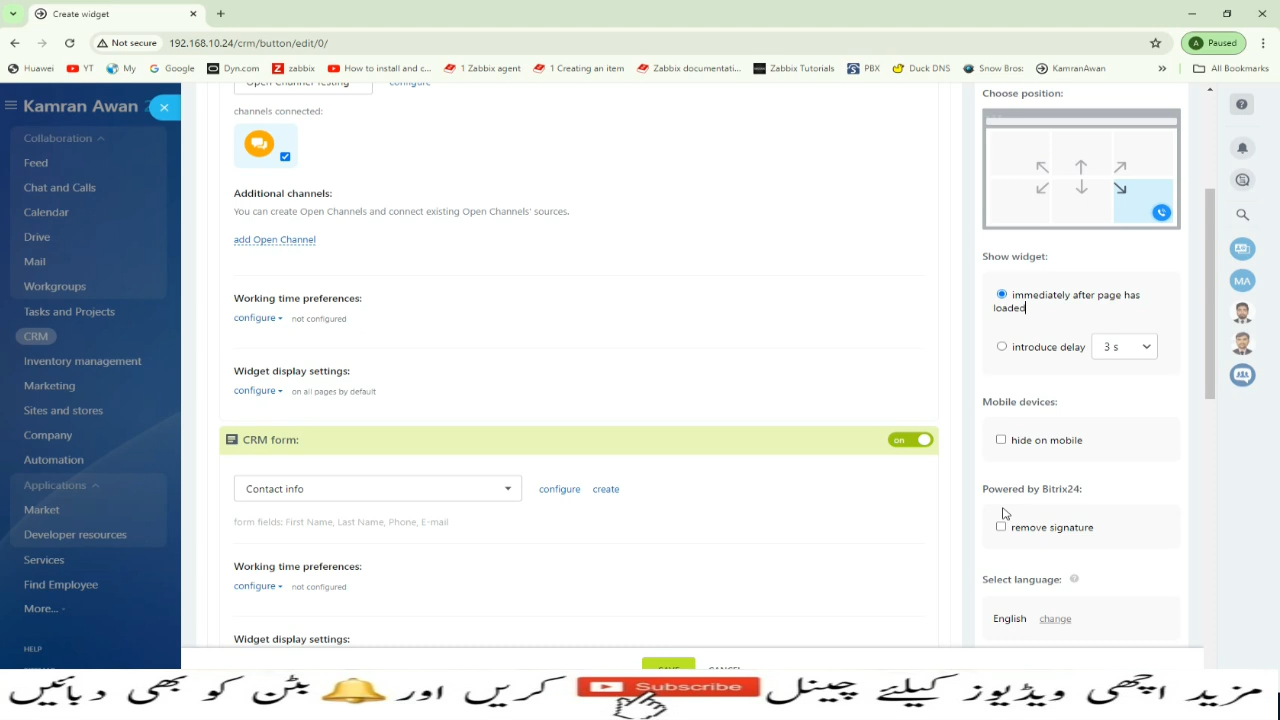 Create widget
Not secure 192.168.10.24/crm/button/edit/0/ A Paused
Huawei YT My Google Dyn.com zabbix How to install and c... 1 Zabbix agent 1 Creating an item Zabbix documentati... Zabbix Tutorials PBX Duck DNS Snow Bros: KamranAwan » All Bookmarks
Kamran Awan
Collaboration
Feed
Chat and Calls
Calendar
Drive
Mail
Workgroups
Tasks and Projects
CRM
Inventory management
Marketing
Sites and stores
Company
Automation
Applications
Market
Developer resources
Services
Find Employee
More...
HELP
Open Channel Testing configure
channels connected:
Additional channels:
You can create Open Channels and connect existing Open Channels' sources.
add Open Channel
Working time preferences:
configure not configured
Widget display settings:
configure on all pages by default
CRM form: on
Contact info configure create
form fields: First Name, Last Name, Phone, E-mail
Working time preferences:
configure not configured
Widget display settings:
SAVE CANCEL
Choose position:
Show widget:
immediately after page has
loaded
introduce delay 3 s
Mobile devices:
hide on mobile
Powered by Bitrix24:
remove signature
Select language:
English change
MA
مزید اچھی ویڈیوز کیلئے چینل Subscribe کریں اور بٹن کو بھی دبائیں